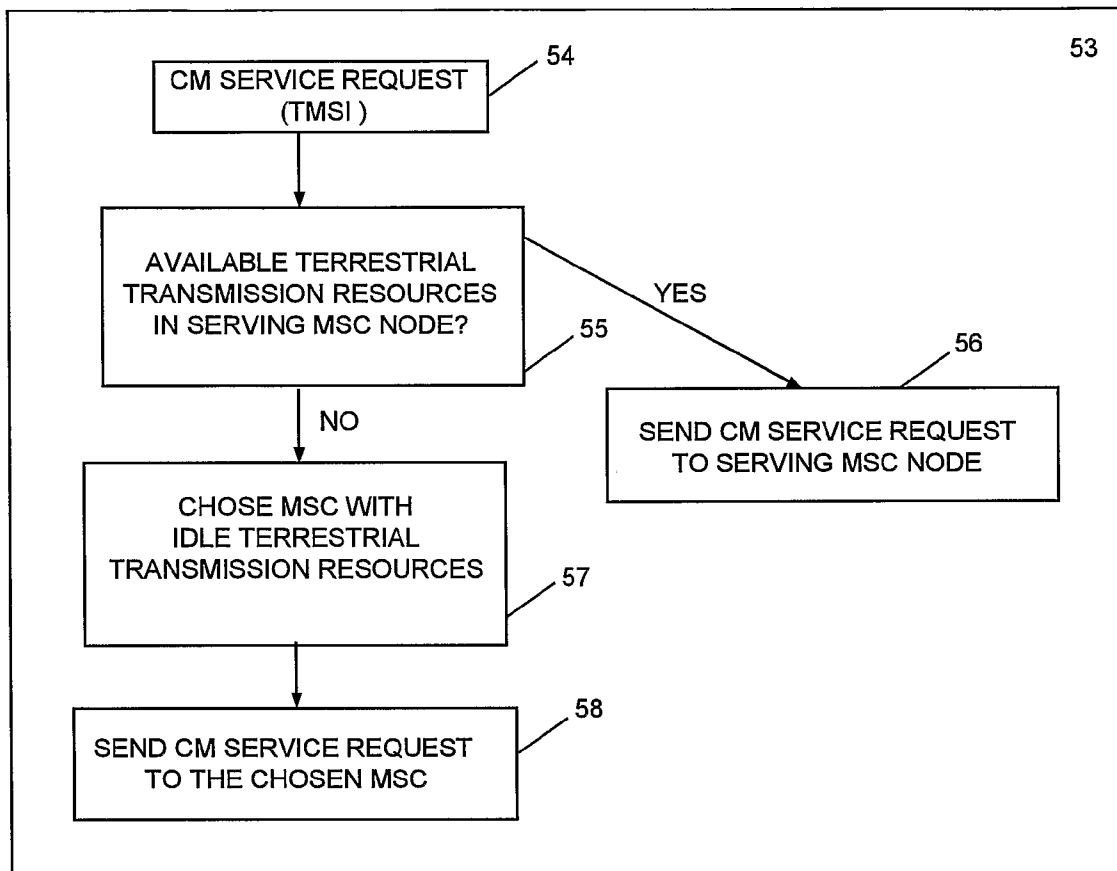 53
54
CM SERVICE REQUEST
(TMSI )
AVAILABLE TERRESTRIAL
TRANSMISSION RESOURCES
IN SERVING MSC NODE?
55
YES
56
SEND CM SERVICE REQUEST
TO SERVING MSC NODE
NO
CHOSE MSC WITH
IDLE TERRESTRIAL
TRANSMISSION RESOURCES
57
58
SEND CM SERVICE REQUEST
TO THE CHOSEN MSC